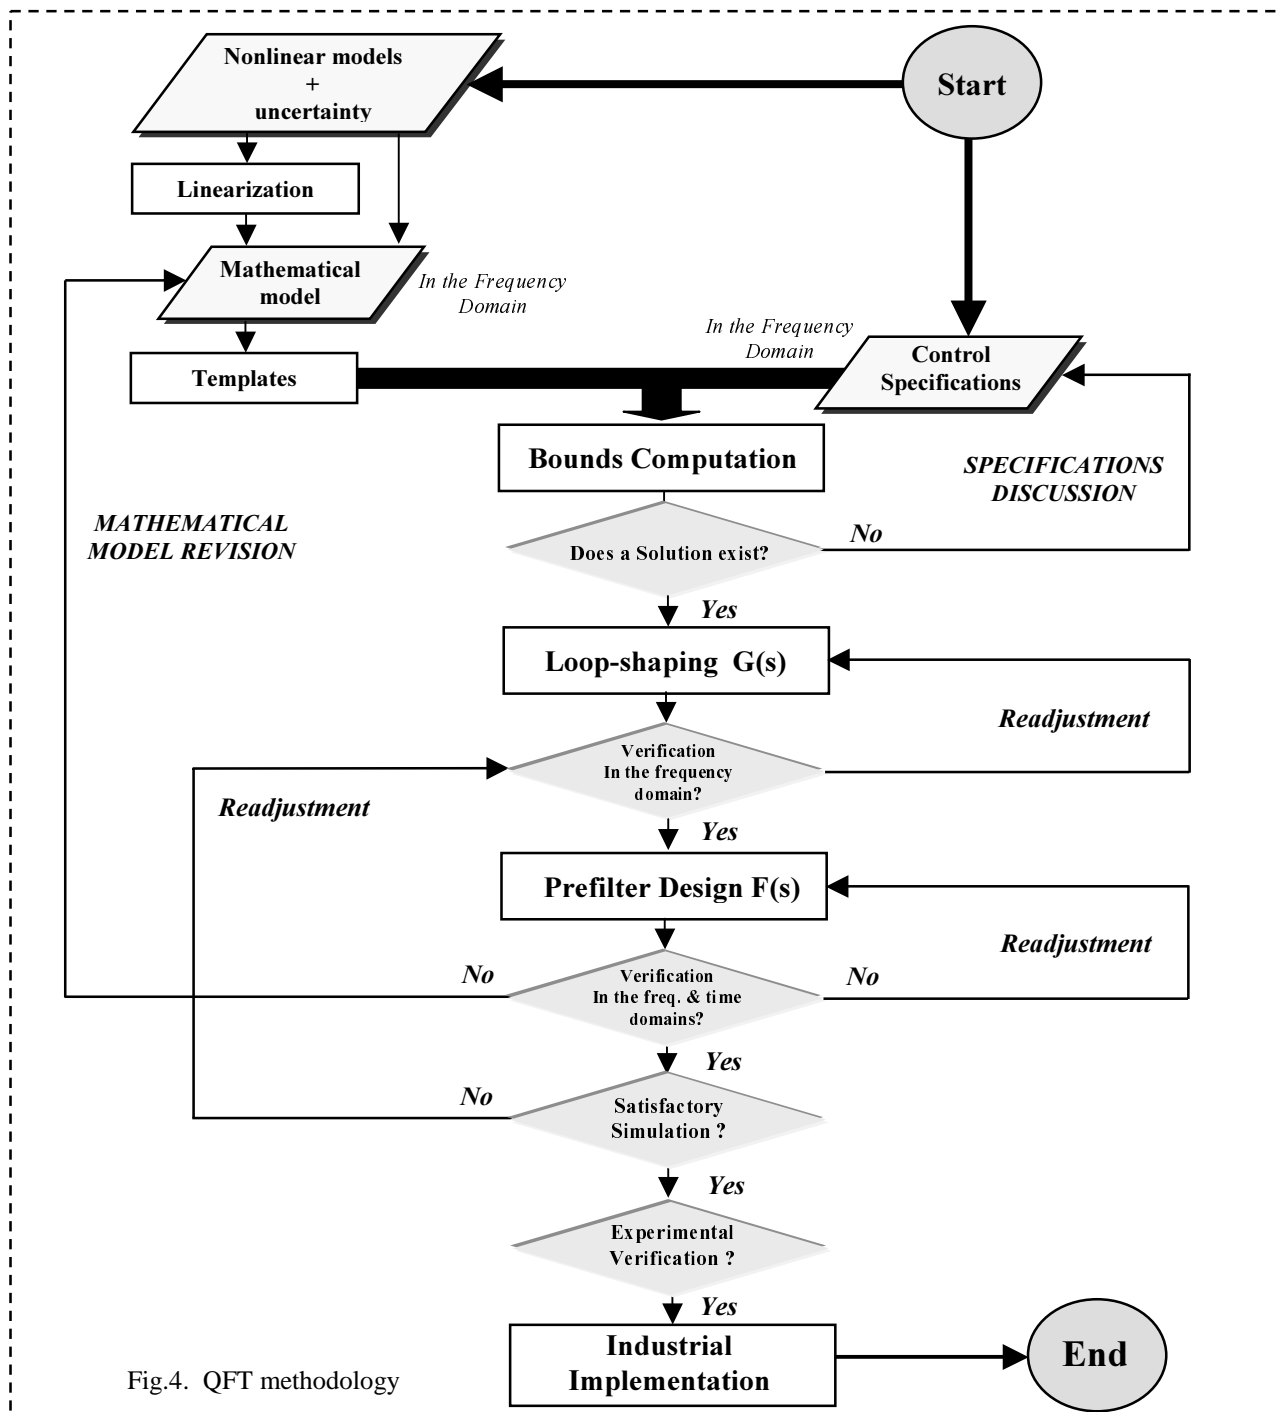 Nonlinear models
+
uncertainty
Start
Linearization
Mathematical
model
In the Frequency
Domain
In the Frequency
Domain
Control
Specifications
Templates
Bounds Computation
SPECIFICATIONS
DISCUSSION
MATHEMATICAL
MODEL REVISION
Does a Solution exist?
No
Yes
Loop-shaping G(s)
Readjustment
Verification
In the frequency
domain?
Readjustment
Yes
Prefilter Design F(s)
Readjustment
No
Verification
In the freq. & time
domains?
No
Yes
No
Satisfactory
Simulation ?
Yes
Experimental
Verification ?
Yes
Industrial
Implementation
End
Fig.4. QFT methodology